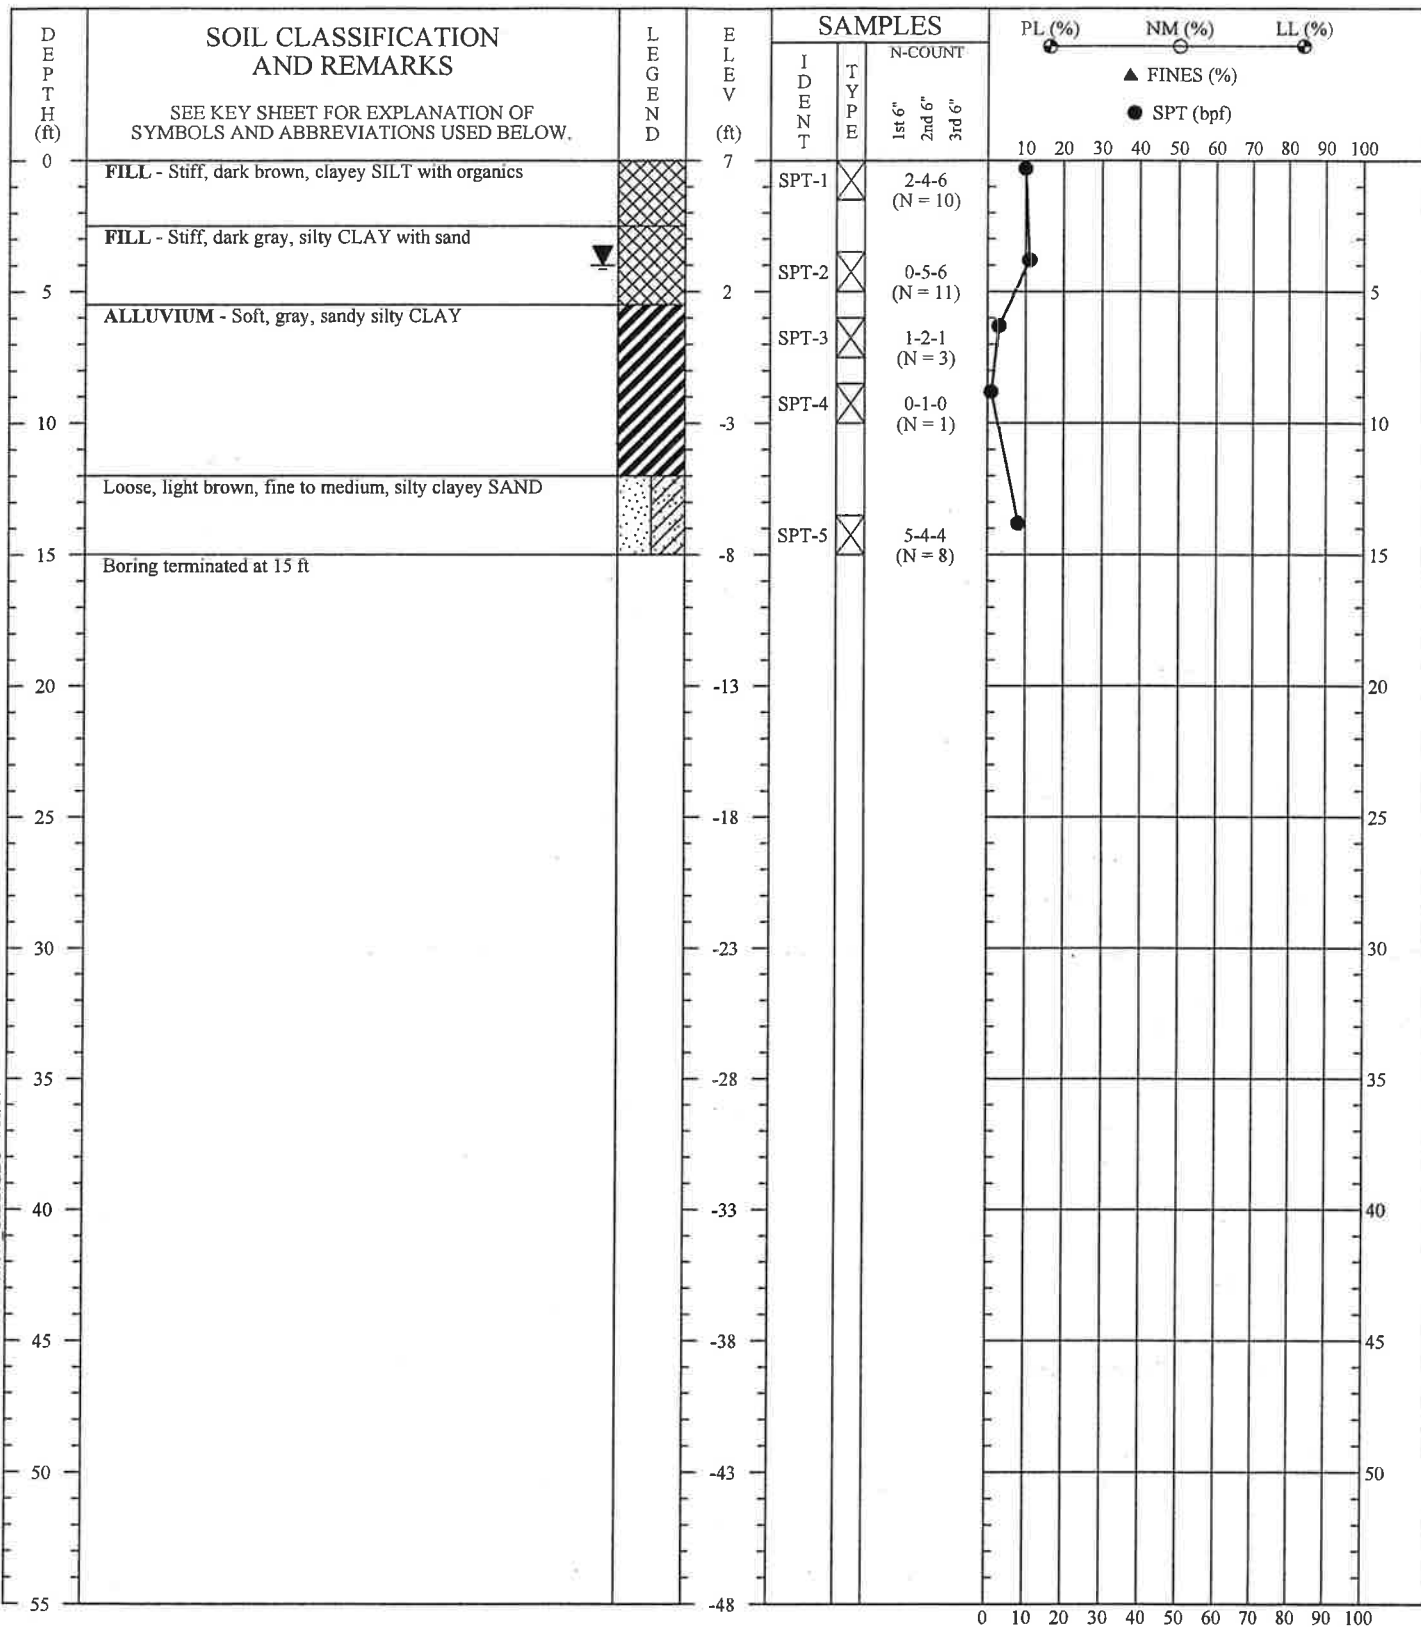 DEPTH (ft)
SOIL CLASSIFICATION
AND REMARKS
SEE KEY SHEET FOR EXPLANATION OF
SYMBOLS AND ABBREVIATIONS USED BELOW.
LEGEND
ELEV (ft)
SAMPLES
IDENT
TYPE
N-COUNT
1st 6"
2nd 6"
3rd 6"
PL (%) NM (%) LL (%)
▲ FINES (%)
● SPT (bpf)
10 20 30 40 50 60 70 80 90 100
0 7
FILL - Stiff, dark brown, clayey SILT with organics
SPT-1 2-4-6
(N = 10)
FILL - Stiff, dark gray, silty CLAY with sand
SPT-2 0-5-6
(N = 11)
5 2 5
ALLUVIUM - Soft, gray, sandy silty CLAY
SPT-3 1-2-1
(N = 3)
SPT-4 0-1-0
(N = 1)
10 -3 10
Loose, light brown, fine to medium, silty clayey SAND
SPT-5 5-4-4
(N = 8)
15 -8 15
Boring terminated at 15 ft
20 -13 20
25 -18 25
30 -23 30
35 -28 35
40 -33 40
45 -38 45
50 -43 50
55 -48
0 10 20 30 40 50 60 70 80 90 100